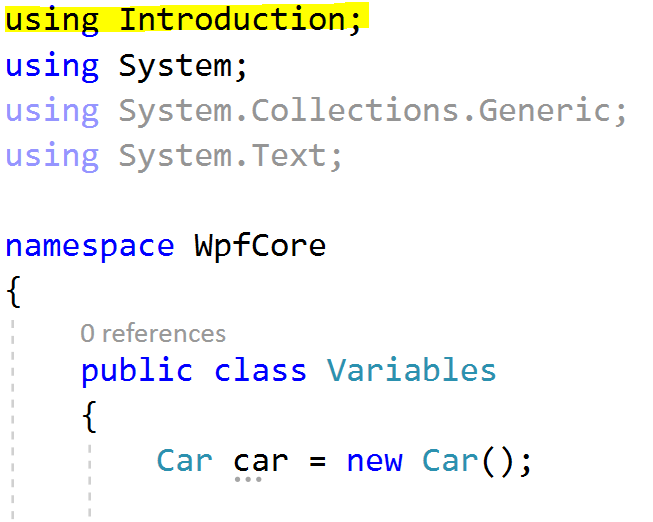 using Introduction;
using System;
using System.Collections.Generic;
using System.Text;
namespace WpfCore
{
0 references
public class Variables
{
Car car = new Car();